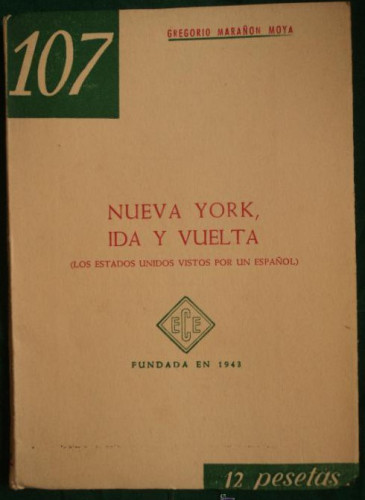 107
GREGORIO MARAÑON MOYA
NUEVA YORK,
IDA Y VUELTA
(LOS ESTADOS UNIDOS VISTOS POR UN ESPAÑOL)
ECE
FUNDADA EN 1943
12 pesetas